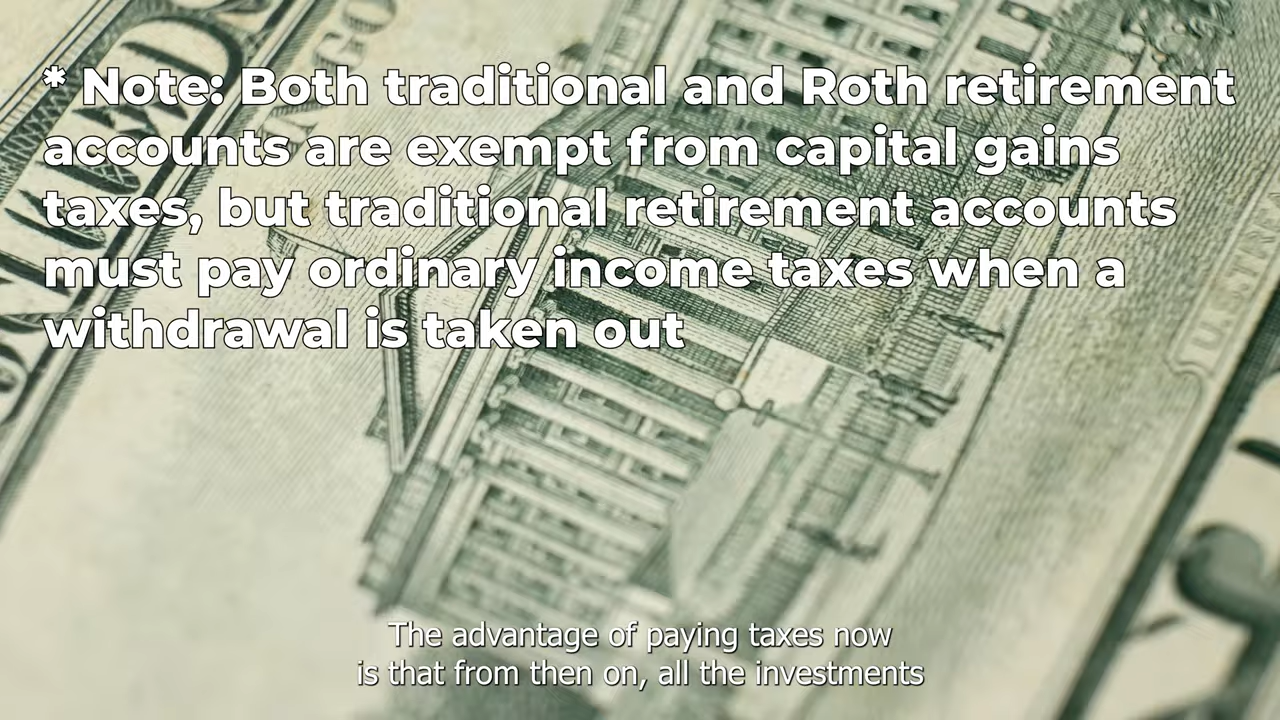 * Note: Both traditional and Roth retirement
accounts are exempt from capital gains
taxes, but traditional retirement accounts
must pay ordinary income taxes when a
withdrawal is taken out
The advantage of paying taxes now
is that from then on, all the investments